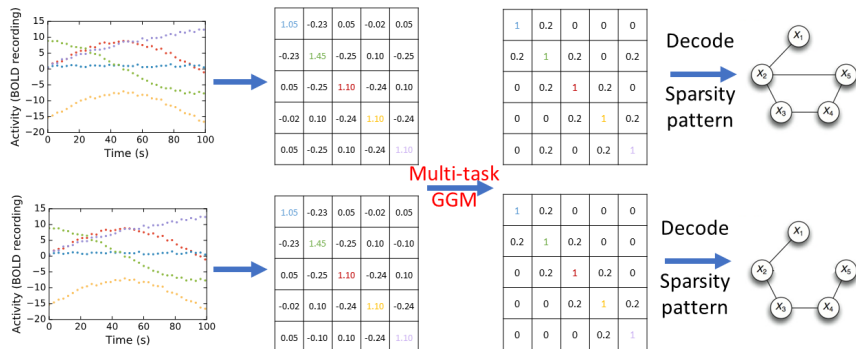 Activity (BOLD recording)
15
10
5
0
−5
−10
−15
−20
0 20 40 60 80 100
Time (s)
1.05 -0.23 0.05 -0.02 0.05
-0.23 1.45 -0.25 0.10 -0.25
0.05 -0.25 1.10 -0.24 0.10
-0.02 0.10 -0.24 1.10 -0.24
0.05 -0.25 0.10 -0.24 1.10
1 0.2 0 0 0
0.2 1 0.2 0 0.2
0 0.2 1 0.2 0
0 0 0.2 1 0.2
0 0.2 0 0.2 1
Decode
Sparsity
pattern
X1
X2 X5
X3 X4
Multi-task
GGM
Activity (BOLD recording)
15
10
5
0
−5
−10
−15
−20
0 20 40 60 80 100
Time (s)
1.05 -0.23 0.05 -0.02 0.05
-0.23 1.45 -0.25 0.10 -0.10
0.05 -0.25 1.10 -0.24 0.10
-0.02 0.10 -0.24 1.10 -0.24
0.05 -0.10 0.10 -0.24 1.10
1 0.2 0 0 0
0.2 1 0.2 0 0
0 0.2 1 0.2 0
0 0 0.2 1 0.2
0 0 0 0.2 1
Decode
Sparsity
pattern
X1
X2 X5
X3 X4